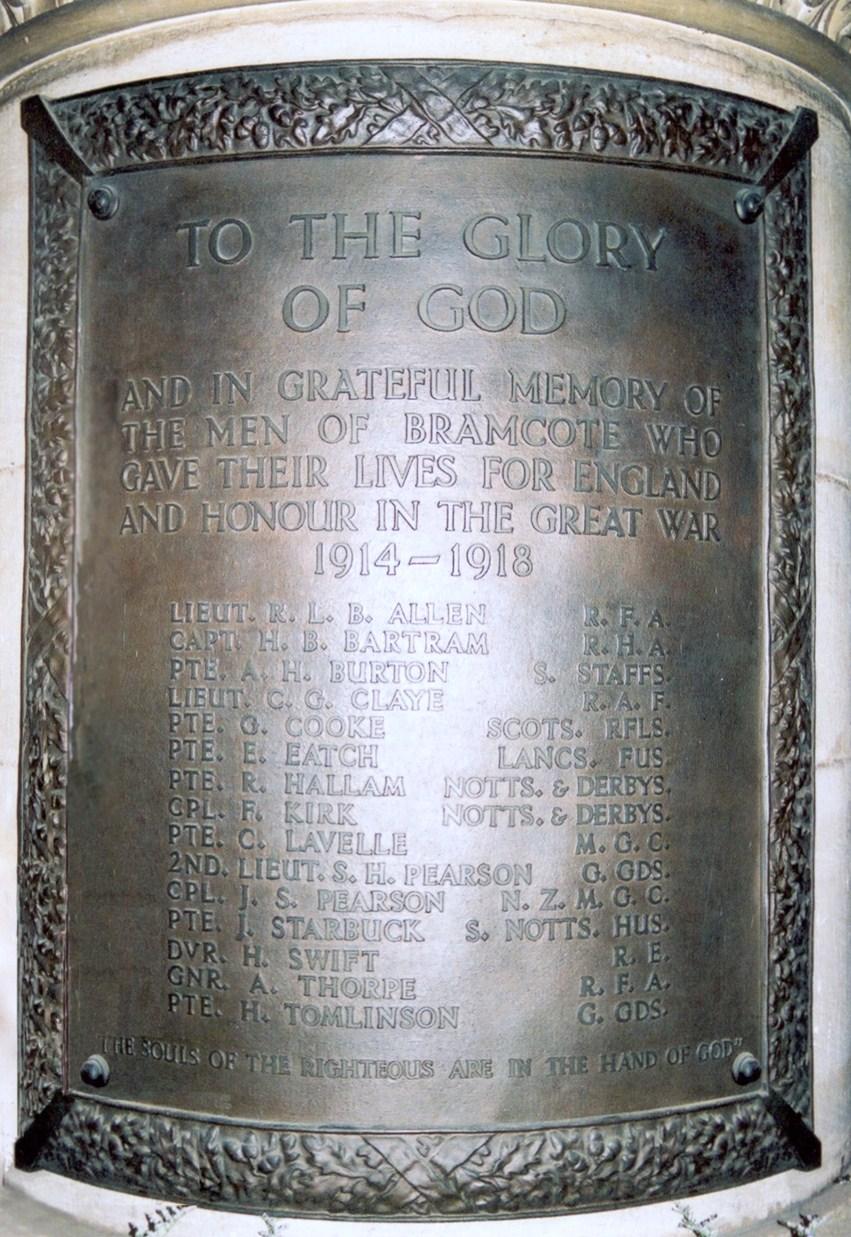 TO THE GLORY
OF GOD
AND IN GRATEFUL MEMORY OF
THE MEN OF BRAMCOTE WHO
GAVE THEIR LIVES FOR ENGLAND
AND HONOUR IN THE GREAT WAR
1914-1918
LIEUT. R. L. B. ALLEN R. F. A.
CAPT. H. B. BARTRAM R. H. A.
PTE. A. H. BURTON S. STAFFS.
LIEUT. C. G. CLAYE R. A. F.
PTE. G. COOKE SCOTS. RFLS.
PTE. E. EATCH LANCS. FUS.
PTE. R. HALLAM NOTTS. & DERBYS.
CPL. F. KIRK NOTTS. & DERBYS.
PTE. C. LAVELLE M. G. C.
2ND. LIEUT. S. H. PEARSON G. GDS.
CPL. J. S. PEARSON N. Z. M. G. C.
PTE. J. STARBUCK S. NOTTS. HUS.
DVR. H. SWIFT R. E.
GNR. A. THORPE R. F. A.
PTE. H. TOMLINSON G. GDS.
"THE SOULS OF THE RIGHTEOUS ARE IN THE HAND OF GOD"